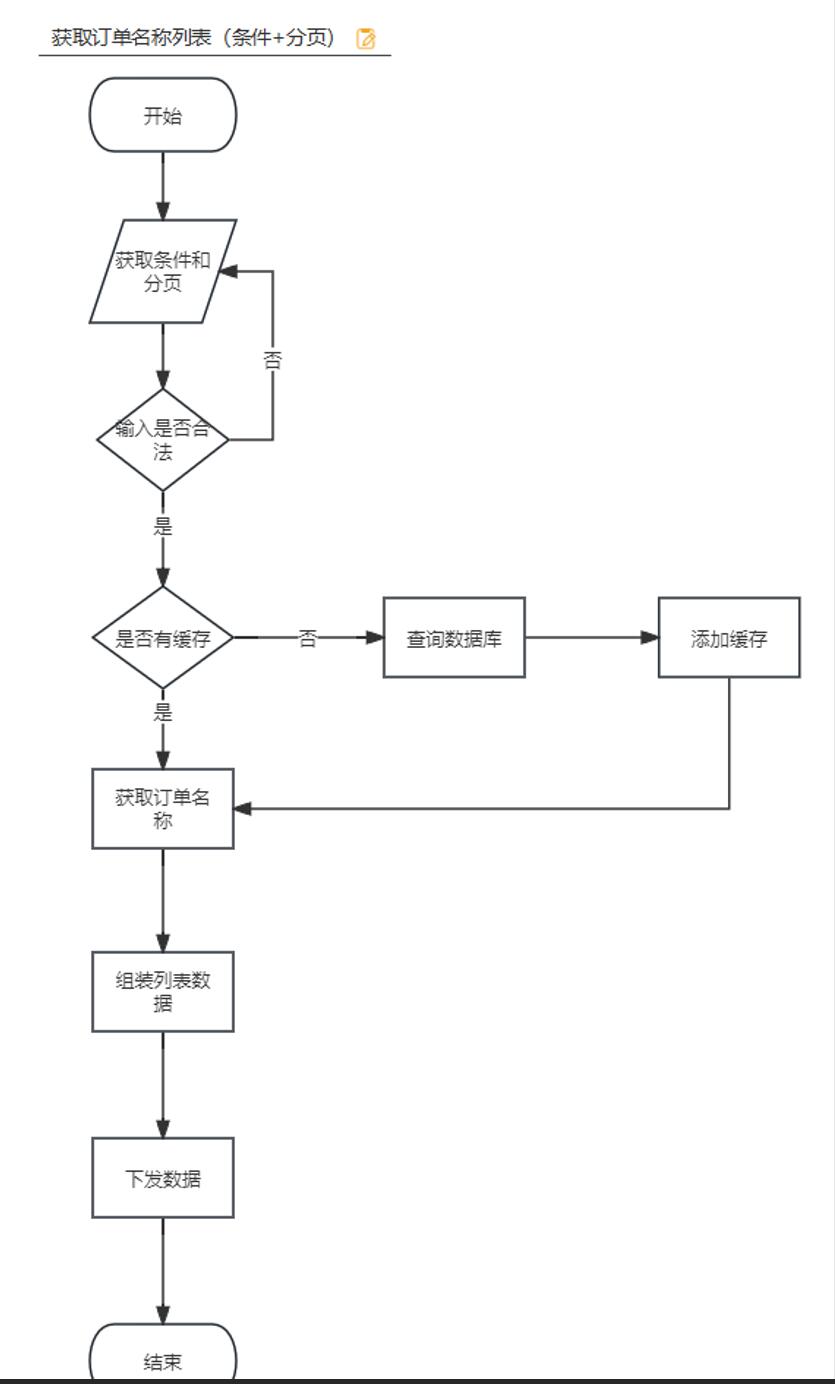 获取订单名称列表（条件+分页）
开始
获取条件和
分页
否
输入是否合
法
是
是否有缓存
否
查询数据库
添加缓存
是
获取订单名
称
组装列表数
据
下发数据
结束